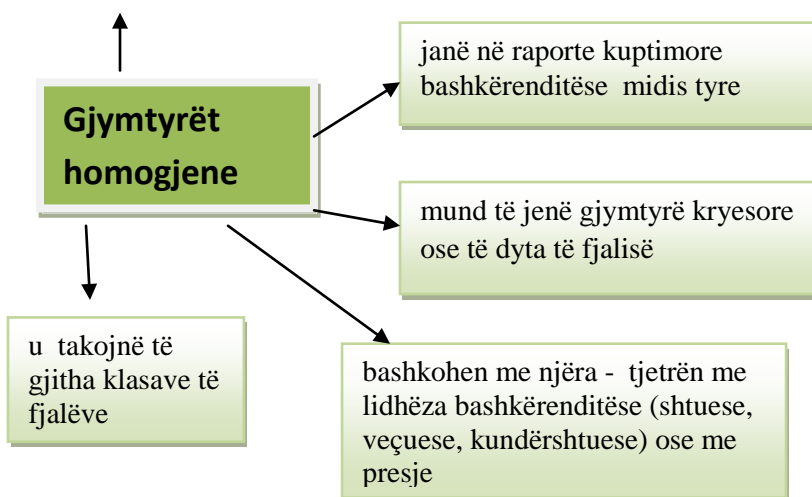 Gjymtyrët
homogjene
janë në raporte kuptimore
bashkërenditëse midis tyre
mund të jenë gjymtyrë kryesore
ose të dyta të fjalisë
u takojnë të
gjitha klasave të
fjalëve
bashkohen me njëra - tjetrën me
lidhëza bashkërenditëse (shtuese,
veçuese, kundërshtuese) ose me
presje